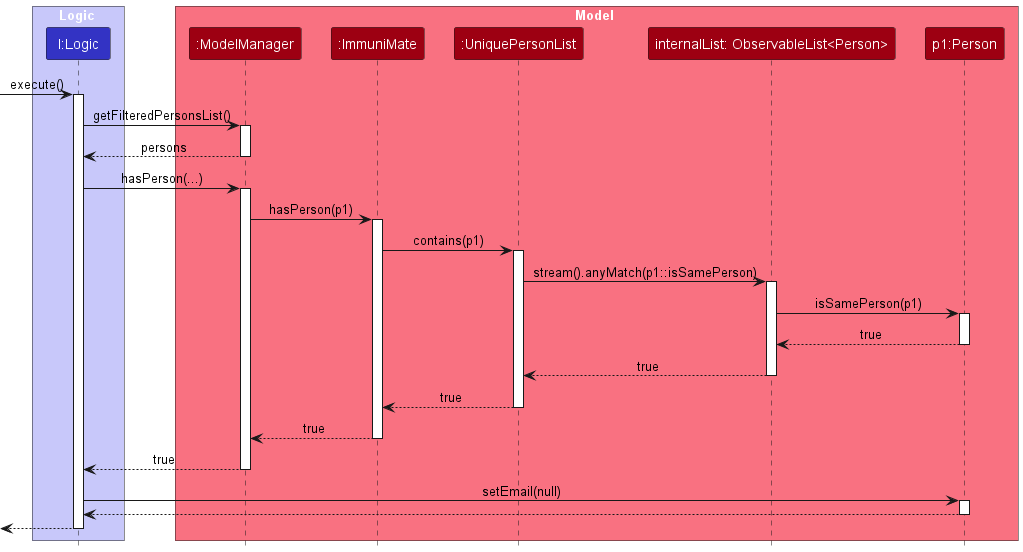 Logic
Model
l:Logic
:ModelManager
:ImmuniMate
:UniquePersonList
internalList: ObservableList<Person>
p1:Person
execute()
getFilteredPersonsList()
persons
hasPerson(...)
hasPerson(p1)
contains(p1)
stream().anyMatch(p1::isSamePerson)
isSamePerson(p1)
true
true
true
true
true
setEmail(null)